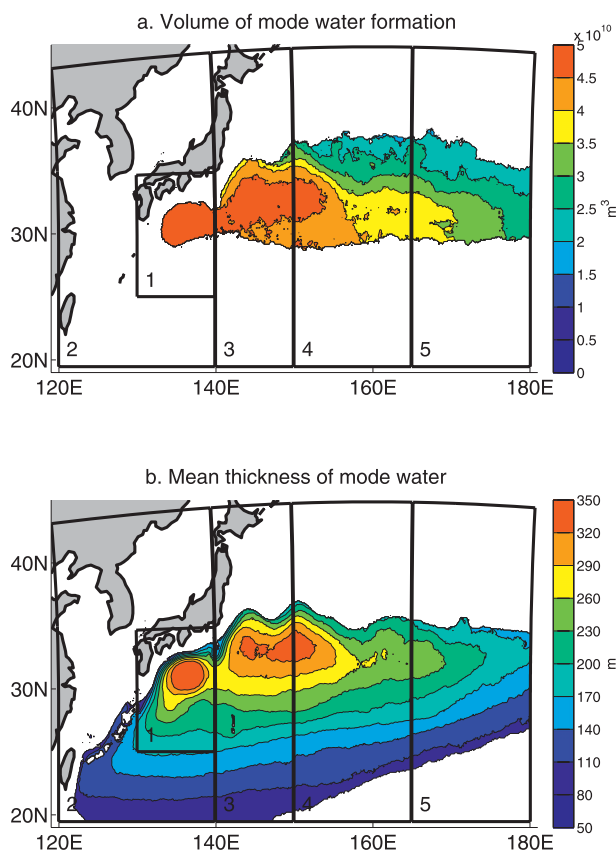 a. Volume of mode water formation
x 10^10
5
4.5
4
3.5
3
2.5
2
1.5
1
0.5
0
m^3
40N
30N
20N
1
2
3
4
5
120E
140E
160E
180E
b. Mean thickness of mode water
350
320
290
260
230
200
170
140
110
80
50
m
40N
30N
20N
1
2
3
4
5
120E
140E
160E
180E